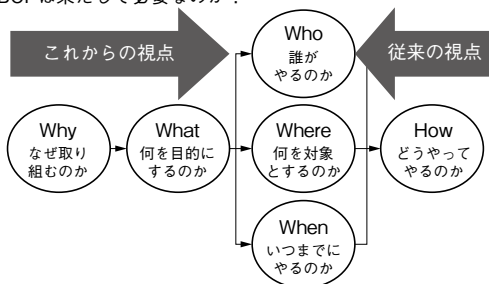 BCPは果たして必要なのか？
これからの視点
従来の視点
Who
誰が
やるのか
Why
なぜ取り
組むのか
What
何を目的に
するのか
Where
何を対象
とするのか
How
どうやって
やるのか
When
いつまでに
やるのか